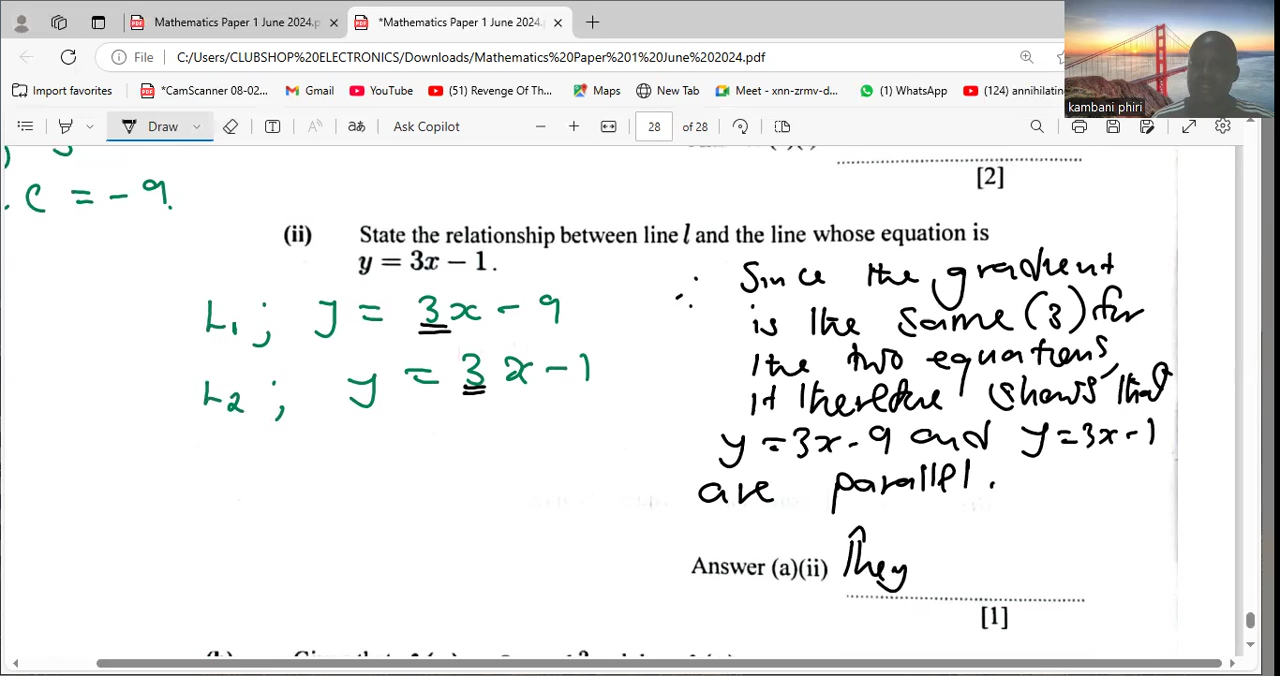 Mathematics Paper 1 June 2024.p
*Mathematics Paper 1 June 2024.
File C:/Users/CLUBSHOP%20ELECTRONICS/Downloads/Mathematics%20Paper%201%20June%202024.pdf
Import favorites
*CamScanner 08-02...
Gmail
YouTube
(51) Revenge Of Th...
Maps
New Tab
Meet - xnn-zrmv-d...
(1) WhatsApp
(124) annihilatin
kambani phiri
Draw
Ask Copilot
28 of 28
[2]
. c = -9.
(ii) State the relationship between line l and the line whose equation is
y = 3x − 1.
L1; y = 3x - 9
L2; y = 3x - 1
∴ Since the gradient
is the same (3) for
the two equations,
it therefore shows that
y = 3x - 9 and y = 3x - 1
are parallel.
Answer (a)(ii) They
[1]